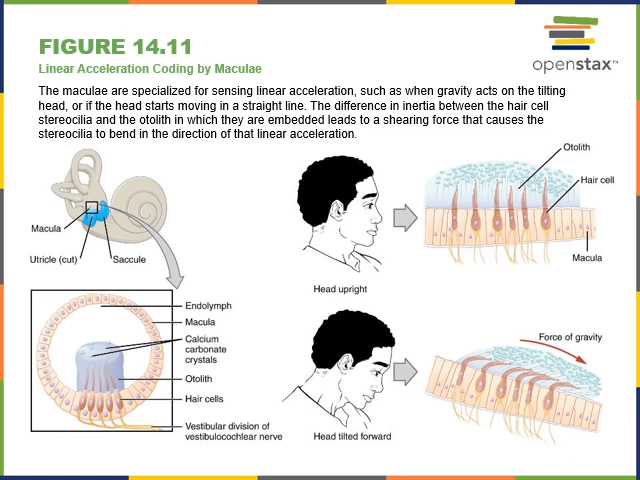 FIGURE 14.11
Linear Acceleration Coding by Maculae
openstax™
The maculae are specialized for sensing linear acceleration, such as when gravity acts on the tilting
head, or if the head starts moving in a straight line. The difference in inertia between the hair cell
stereocilia and the otolith in which they are embedded leads to a shearing force that causes the
stereocilia to bend in the direction of that linear acceleration.
Macula
Utricle (cut)
Saccule
Head upright
Otolith
Hair cell
Macula
Endolymph
Macula
Calcium
carbonate
crystals
Otolith
Hair cells
Vestibular division of
vestibulocochlear nerve
Head tilted forward
Force of gravity